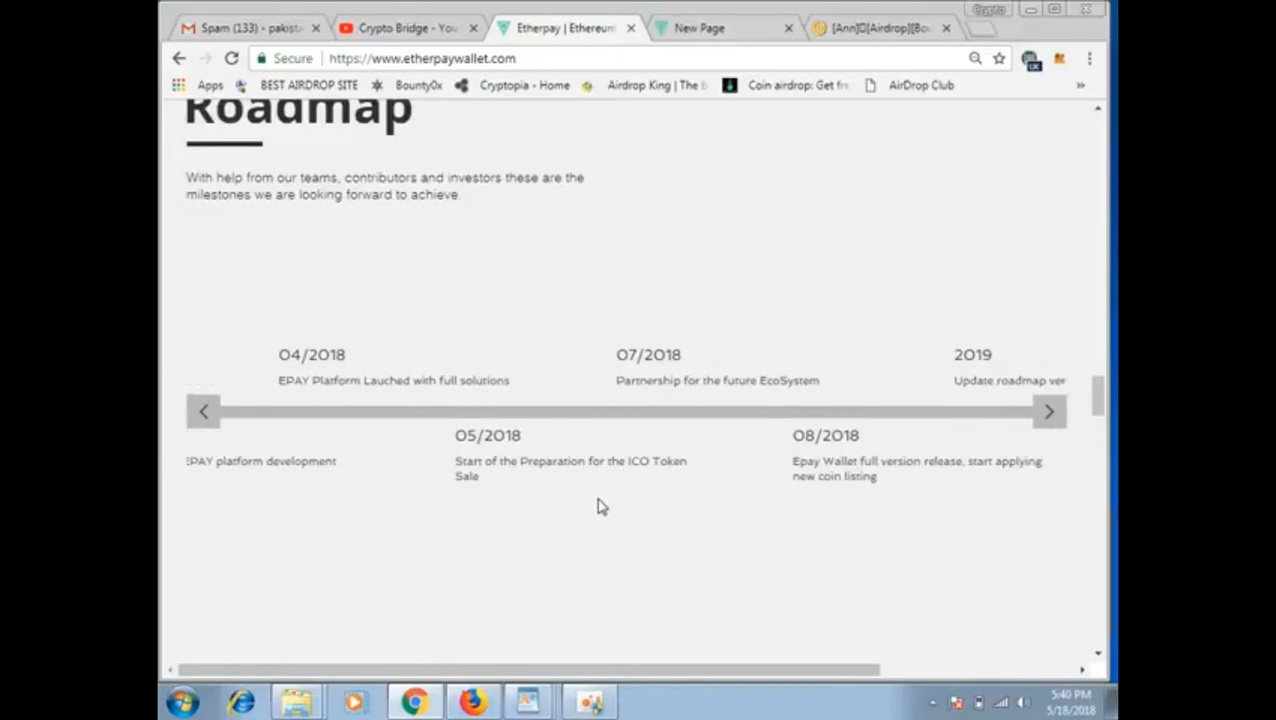 Crypto
Spam (133) - pakista
Crypto Bridge - You
Etherpay | Ethereum
New Page
[Ann]🔥[Airdrop][Bou
Secure
https://www.etherpaywallet.com
Apps
BEST AIRDROP SITE
Bounty0x
Cryptopia - Home
Airdrop King | The b
Coin airdrop: Get fre
AirDrop Club
»
Roadmap
With help from our teams, contributors and investors these are the
milestones we are looking forward to achieve.
04/2018
EPAY Platform Lauched with full solutions
07/2018
Partnership for the future EcoSystem
2019
Update roadmap ver
EPAY platform development
05/2018
Start of the Preparation for the ICO Token
Sale
08/2018
Epay Wallet full version release, start applying
new coin listing
5:40 PM
5/18/2018